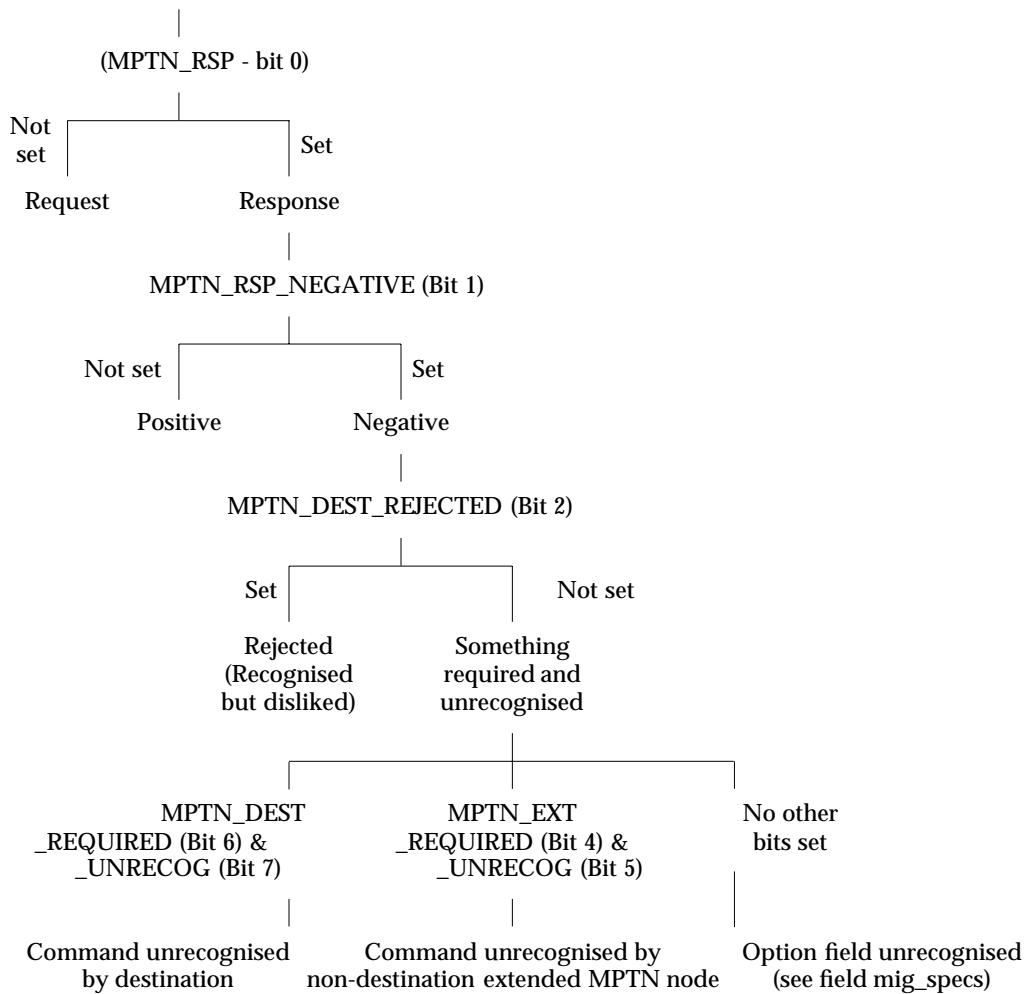 (MPTN_RSP - bit 0)
Not
set
Set
Request
Response
MPTN_RSP_NEGATIVE (Bit 1)
Not set
Set
Positive
Negative
MPTN_DEST_REJECTED (Bit 2)
Set
Not set
Rejected
(Recognised
but disliked)
Something
required and
unrecognised
MPTN_DEST
_REQUIRED (Bit 6) &
_UNRECOG (Bit 7)
MPTN_EXT
_REQUIRED (Bit 4) &
_UNRECOG (Bit 5)
No other
bits set
Command unrecognised
by destination
Command unrecognised by
non-destination extended MPTN node
Option field unrecognised
(see field mig_specs)